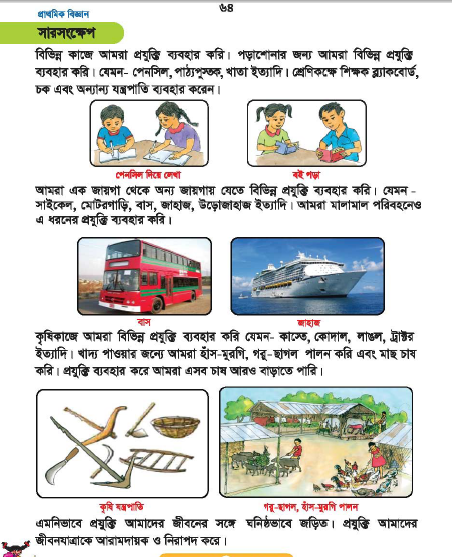 ৬৪
প্রাথমিক বিজ্ঞান
সারসংক্ষেপ
বিভিন্ন কাজে আমরা প্রযুক্তি ব্যবহার করি। পড়াশোনার জন্য আমরা বিভিন্ন প্রযুক্তি
ব্যবহার করি। যেমন- পেনসিল, পাঠ্যপুস্তক, খাতা ইত্যাদি। শ্রেণিকক্ষে শিক্ষক ব্ল্যাকবোর্ড,
চক এবং অন্যান্য যন্ত্রপাতি ব্যবহার করেন।
পেনসিল দিয়ে লেখা
বই পড়া
আমরা এক জায়গা থেকে অন্য জায়গায় যেতে বিভিন্ন প্রযুক্তি ব্যবহার করি। যেমন -
সাইকেল, মোটরগাড়ি, বাস, জাহাজ, উড়োজাহাজ ইত্যাদি। আমরা মালামাল পরিবহনেও
এ ধরনের প্রযুক্তি ব্যবহার করি।
বাস
জাহাজ
কৃষিকাজে আমরা বিভিন্ন প্রযুক্তি ব্যবহার করি যেমন- কাস্তে, কোদাল, লাঙল, ট্রাক্টর
ইত্যাদি। খাদ্য পাওয়ার জন্যে আমরা হাঁস-মুরগি, গরু-ছাগল পালন করি এবং মাছ চাষ
করি। প্রযুক্তি ব্যবহার করে আমরা এসব চাষ আরও বাড়াতে পারি।
কৃষি যন্ত্রপাতি
গরু-ছাগল, হাঁস-মুরগি পালন
এমনিভাবে প্রযুক্তি আমাদের জীবনের সঙ্গে ঘনিষ্ঠভাবে জড়িত। প্রযুক্তি আমাদের
জীবনযাত্রাকে আরামদায়ক ও নিরাপদ করে।